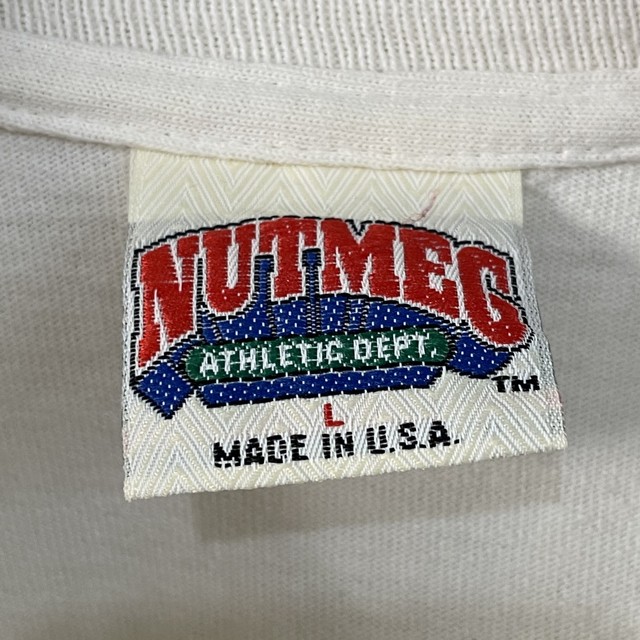 NUTMEG
ATHLETIC DEPT.
TM
L
MADE IN U.S.A.